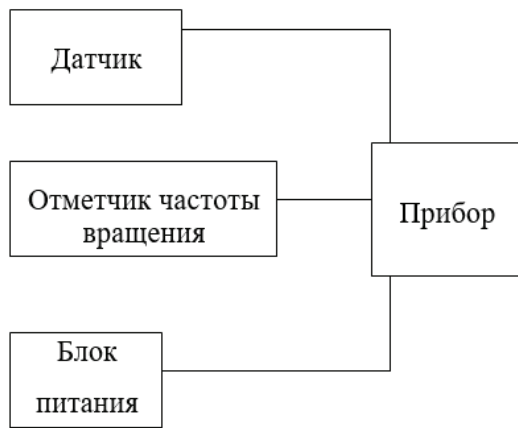 Датчик
Отметчик частоты
вращения
Прибор
Блок
питания